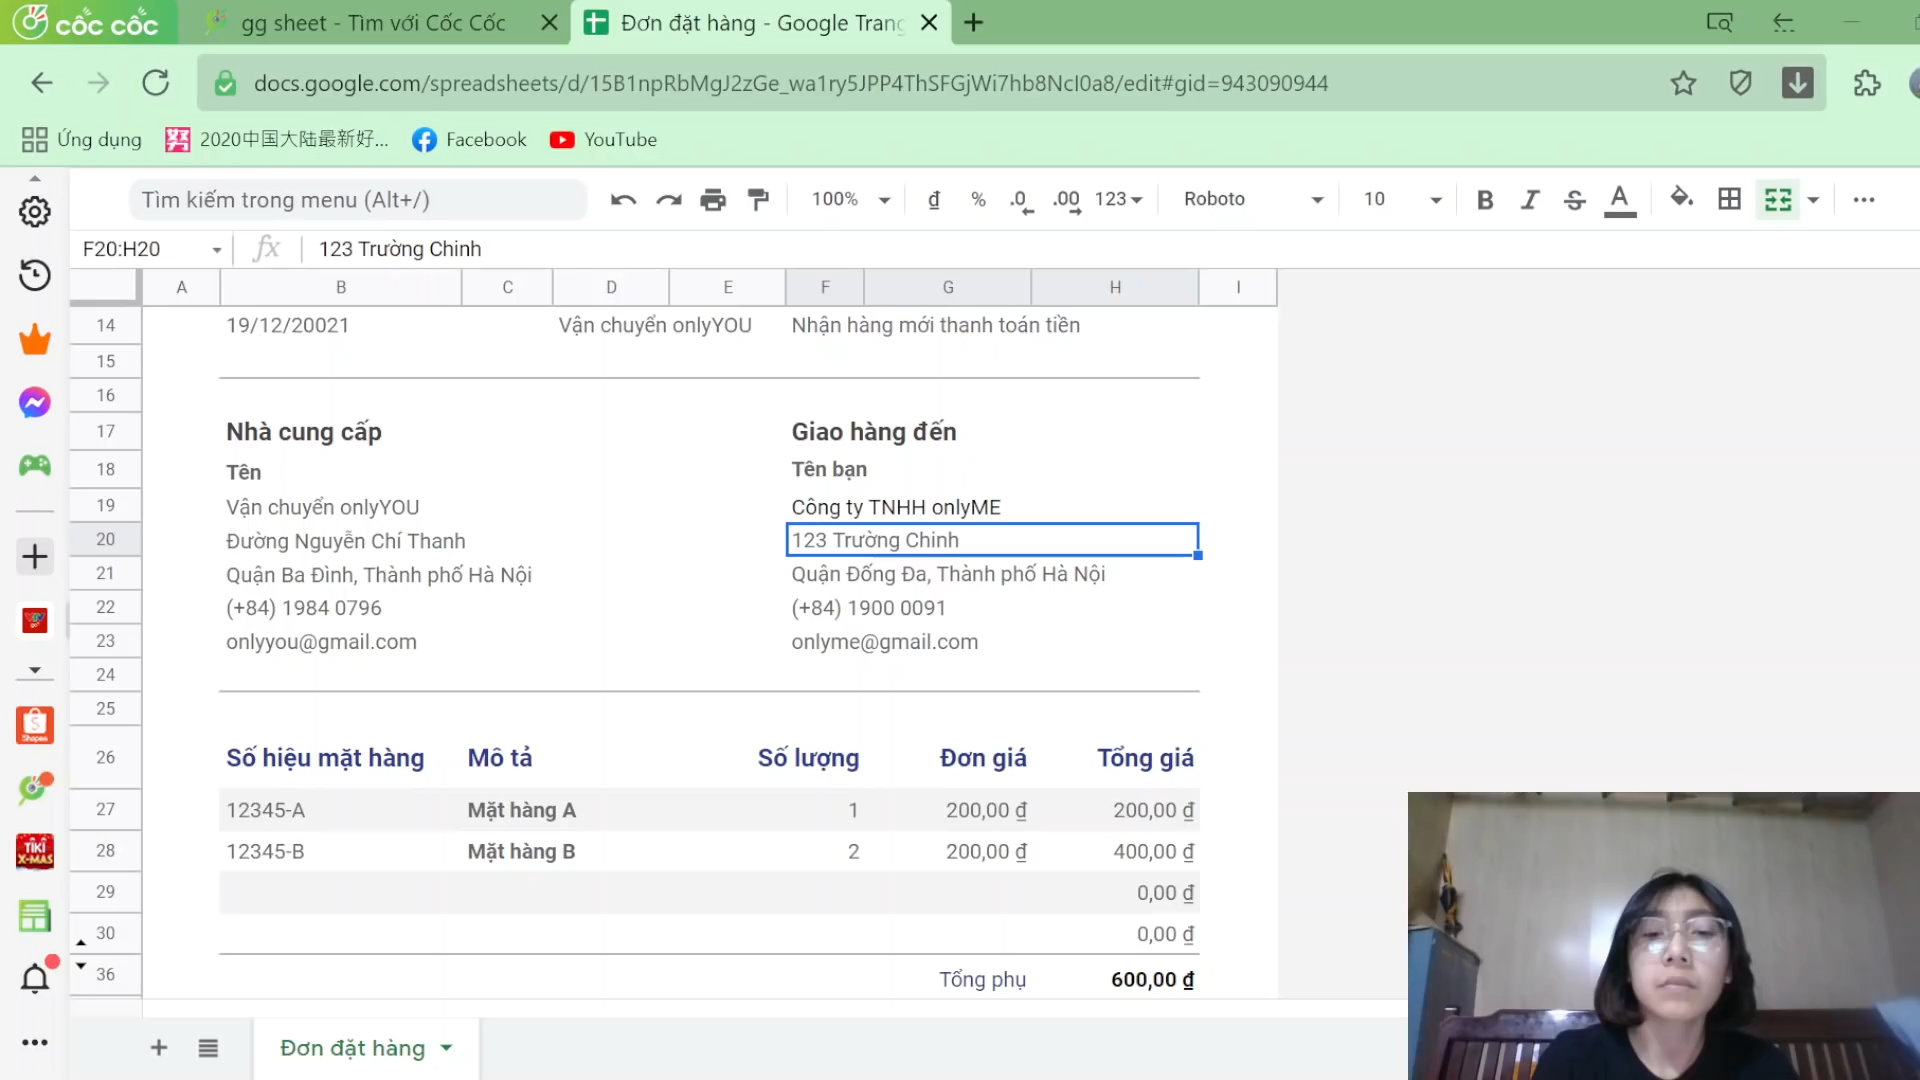 cốc cốc
gg sheet - Tìm với Cốc Cốc
Đơn đặt hàng - Google Trang
docs.google.com/spreadsheets/d/15B1npRbMgJ2zGe_wa1ry5JPP4ThSFGjWi7hb8NcI0a8/edit#gid=943090944
Ứng dụng
2020中国大陆最新好...
Facebook
YouTube
Tìm kiếm trong menu (Alt+/)
100%
đ
%
.0
.00
123
Roboto
10
B
I
S
A
F20:H20
fx
123 Trường Chinh
A B C D E F G H I
14 19/12/20021 Vận chuyển onlyYOU Nhận hàng mới thanh toán tiền
15
16
17 Nhà cung cấp Giao hàng đến
18 Tên Tên bạn
19 Vận chuyển onlyYOU Công ty TNHH onlyME
20 Đường Nguyễn Chí Thanh 123 Trường Chinh
21 Quận Ba Đình, Thành phố Hà Nội Quận Đống Đa, Thành phố Hà Nội
22 (+84) 1984 0796 (+84) 1900 0091
23 onlyyou@gmail.com onlyme@gmail.com
24
25
26 Số hiệu mặt hàng Mô tả Số lượng Đơn giá Tổng giá
27 12345-A Mặt hàng A 1 200,00 ₫ 200,00 ₫
28 12345-B Mặt hàng B 2 200,00 ₫ 400,00 ₫
29 0,00 ₫
30 0,00 ₫
36 Tổng phụ 600,00 ₫
Shopee
TIKI
X-MAS
Đơn đặt hàng